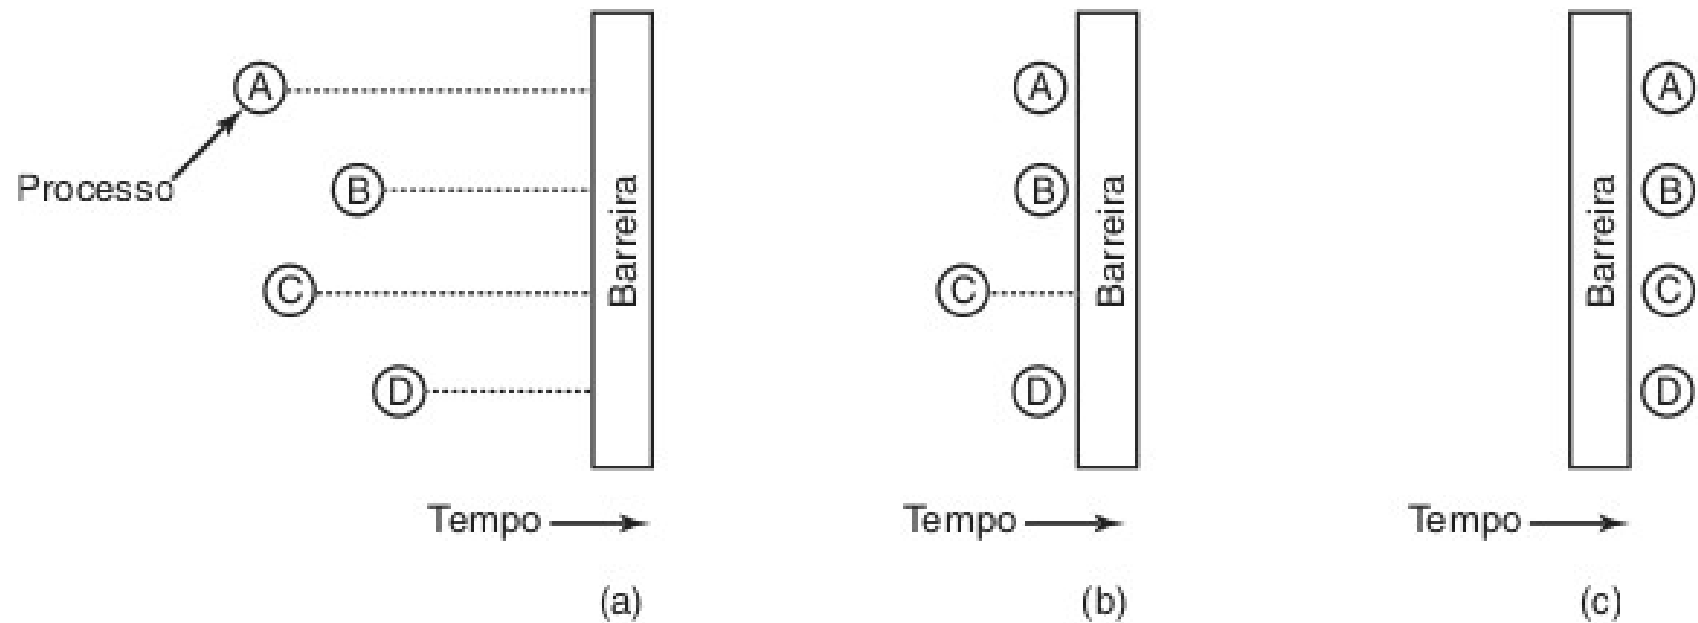 A
Processo
B
C
D
Barreira
Tempo
(a)
A
B
C
D
Barreira
Tempo
(b)
Barreira
A
B
C
D
Tempo
(c)